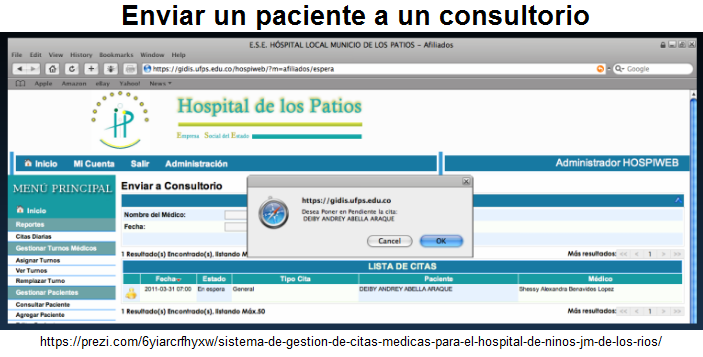 Enviar un paciente a un consultorio
E.S.E. HÓSPITAL LOCAL MUNICIO DE LOS PATIOS - Afiliados
File Edit View History Bookmarks Window Help
https://gidis.ufps.edu.co/hospiweb/?m=afiliados/espera
Q- Google
Apple Amazon eBay Yahoo! News
Hospital de los Patios
Empresa Social del Estado
Inicio Mi Cuenta Salir Administración
Administrador HOSPIWEB
MENÚ PRINCIPAL
Inicio
Reportes
Citas Diarias
Gestionar Turnos Médicos
Asignar Turnos
Ver Turnos
Remplazar Turno
Gestionar Pacientes
Consultar Paciente
Agregar Paciente
Enviar a Consultorio
Nombre del Médico:
Fecha:
https://gidis.ufps.edu.co
Desea Poner en Pendiente la cita:
DEIBY ANDREY ABELLA ARAQUE
Cancel OK
1 Resultado(s) Encontrado(s), listando M
Más resultados: << < 1 > >>
LISTA DE CITAS
Fecha Estado Tipo Cita Paciente Médico
2011-03-31 07:00 En espera General DEIBY ANDREY ABELLA ARAQUE Shessy Alexandra Benavides Lopez
1 Resultado(s) Encontrado(s), listando Máx.50
Más resultados: << < 1 > >>
https://prezi.com/6yiarcrfhyxw/sistema-de-gestion-de-citas-medicas-para-el-hospital-de-ninos-jm-de-los-rios/